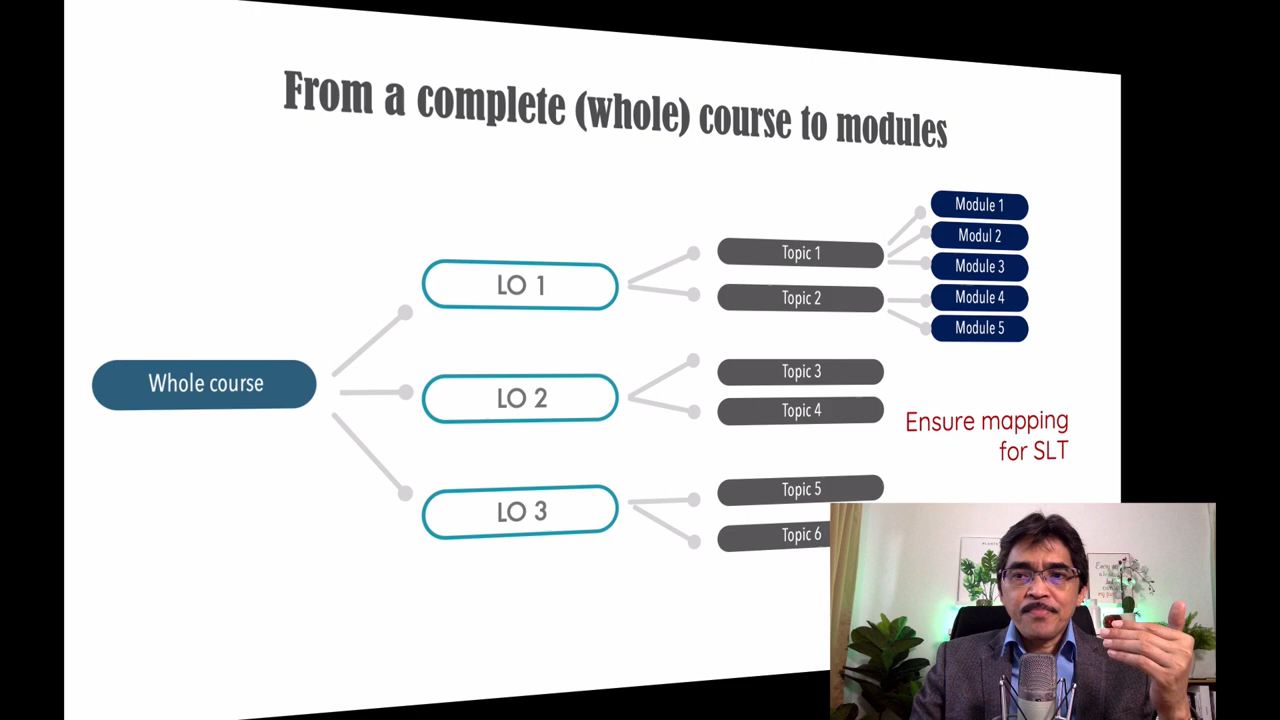 From a complete (whole) course to modules
Whole course
LO 1
LO 2
LO 3
Topic 1
Topic 2
Topic 3
Topic 4
Topic 5
Topic 6
Module 1
Modul 2
Module 3
Module 4
Module 5
Ensure mapping
for SLT